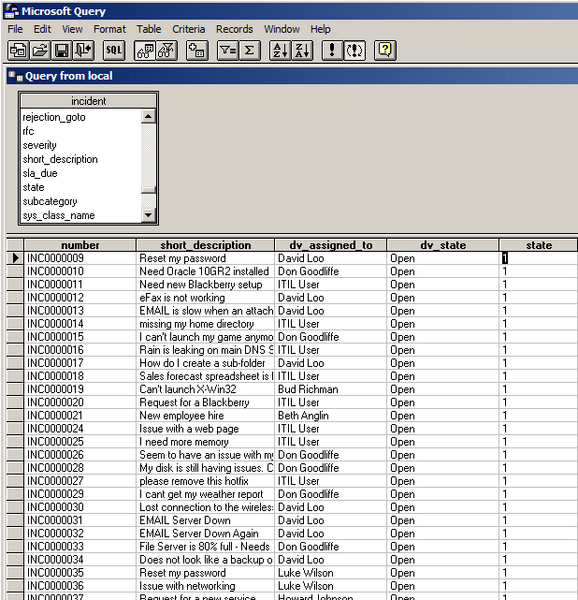 Microsoft Query
File Edit View Format Table Criteria Records Window Help
SQL
Query from local
incident
rejection_goto
rfc
severity
short_description
sla_due
state
subcategory
sys_class_name
number short_description dv_assigned_to dv_state state
INC0000009 Reset my password David Loo Open 1
INC0000010 Need Oracle 10GR2 installed Don Goodliffe Open 1
INC0000011 Need new Blackberry setup ITIL User Open 1
INC0000012 eFax is not working David Loo Open 1
INC0000013 EMAIL is slow when an attach David Loo Open 1
INC0000014 missing my home directory ITIL User Open 1
INC0000015 I can't launch my game anymo Don Goodliffe Open 1
INC0000016 Rain is leaking on main DNS S ITIL User Open 1
INC0000017 How do I create a sub-folder David Loo Open 1
INC0000018 Sales forecast spreadsheet is ITIL User Open 1
INC0000019 Can't launch X-Win32 Bud Richman Open 1
INC0000020 Request for a Blackberry ITIL User Open 1
INC0000021 New employee hire Beth Anglin Open 1
INC0000024 Issue with a web page ITIL User Open 1
INC0000025 I need more memory ITIL User Open 1
INC0000026 Seem to have an issue with my Don Goodliffe Open 1
INC0000028 My disk is still having issues. C Don Goodliffe Open 1
INC0000027 please remove this hotfix ITIL User Open 1
INC0000029 I cant get my weather report Don Goodliffe Open 1
INC0000030 Lost connection to the wireles David Loo Open 1
INC0000031 EMAIL Server Down David Loo Open 1
INC0000032 EMAIL Server Down Again David Loo Open 1
INC0000033 File Server is 80% full - Needs Don Goodliffe Open 1
INC0000034 Does not look like a backup o David Loo Open 1
INC0000035 Reset my password Luke Wilson Open 1
INC0000036 Issue with networking Luke Wilson Open 1
INC0000037 Request for a new service Howard Johnson Open 1